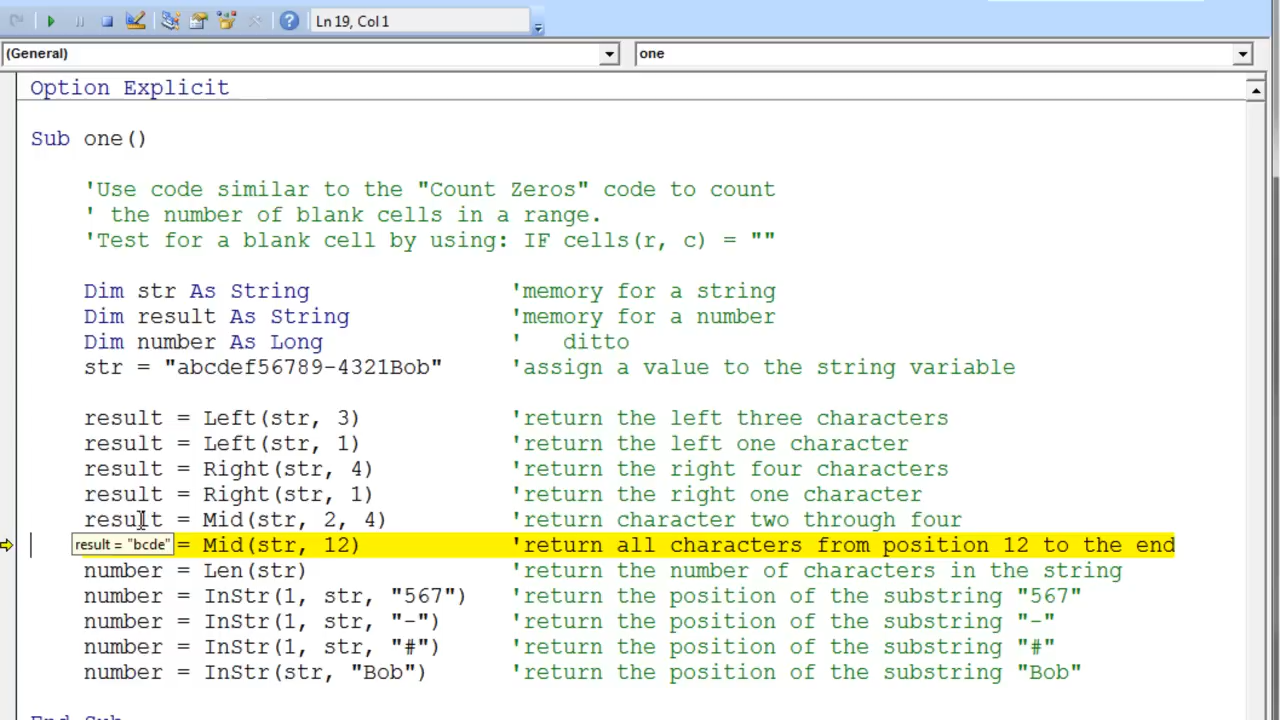 Ln 19, Col 1
(General) one
Option Explicit
Sub one()
'Use code similar to the "Count Zeros" code to count
' the number of blank cells in a range.
'Test for a blank cell by using: IF cells(r, c) = ""
Dim str As String 'memory for a string
Dim result As String 'memory for a number
Dim number As Long ' ditto
str = "abcdef56789-4321Bob" 'assign a value to the string variable
result = Left(str, 3) 'return the left three characters
result = Left(str, 1) 'return the left one character
result = Right(str, 4) 'return the right four characters
result = Right(str, 1) 'return the right one character
result = Mid(str, 2, 4) 'return character two through four
result = "bcde" = Mid(str, 12) 'return all characters from position 12 to the end
number = Len(str) 'return the number of characters in the string
number = InStr(1, str, "567") 'return the position of the substring "567"
number = InStr(1, str, "-") 'return the position of the substring "-"
number = InStr(1, str, "#") 'return the position of the substring "#"
number = InStr(str, "Bob") 'return the position of the substring "Bob"
End Sub